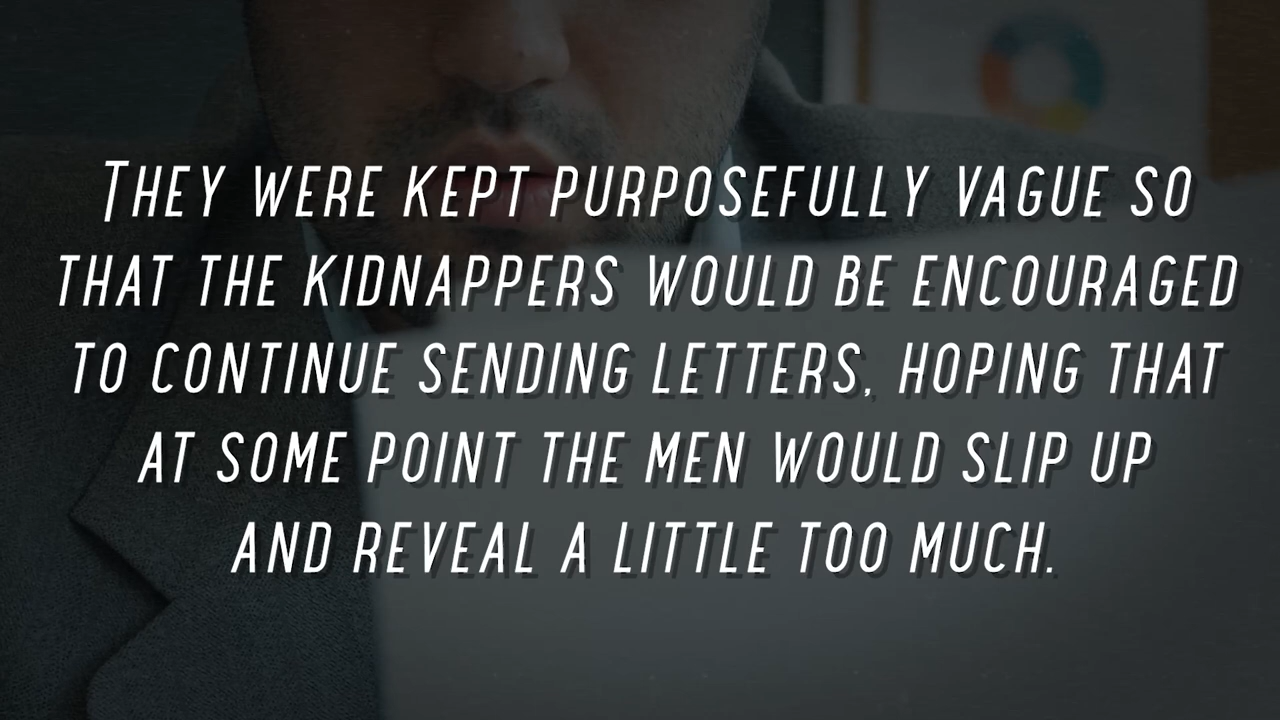 They were kept purposefully vague so
that the kidnappers would be encouraged
to continue sending letters, hoping that
at some point the men would slip up
and reveal a little too much.